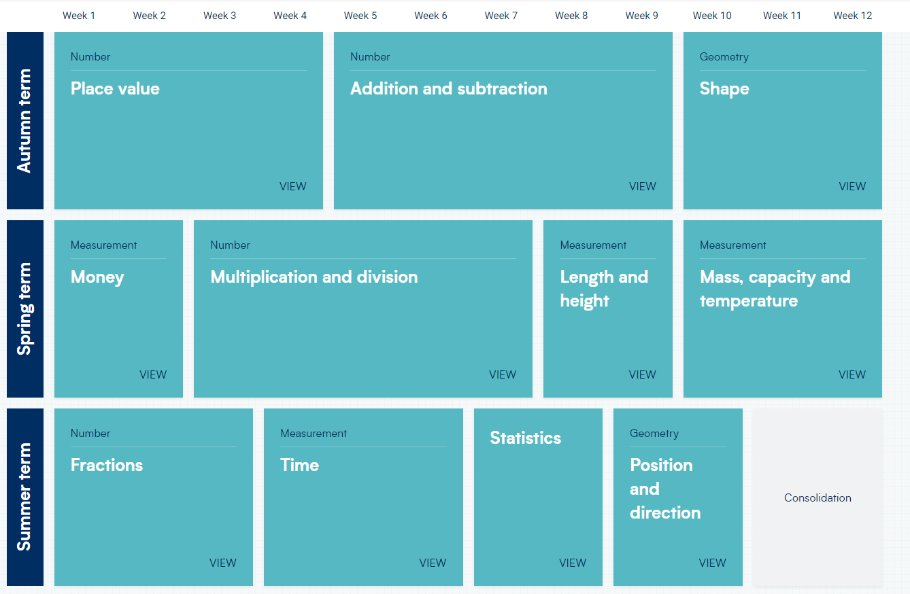 Week 1 Week 2 Week 3 Week 4 Week 5 Week 6 Week 7 Week 8 Week 9 Week 10 Week 11 Week 12
Autumn term
Number
Place value
VIEW
Number
Addition and subtraction
VIEW
Geometry
Shape
VIEW
Spring term
Measurement
Money
VIEW
Number
Multiplication and division
VIEW
Measurement
Length and
height
VIEW
Measurement
Mass, capacity and
temperature
VIEW
Summer term
Number
Fractions
VIEW
Measurement
Time
VIEW
Statistics
VIEW
Geometry
Position
and
direction
VIEW
Consolidation